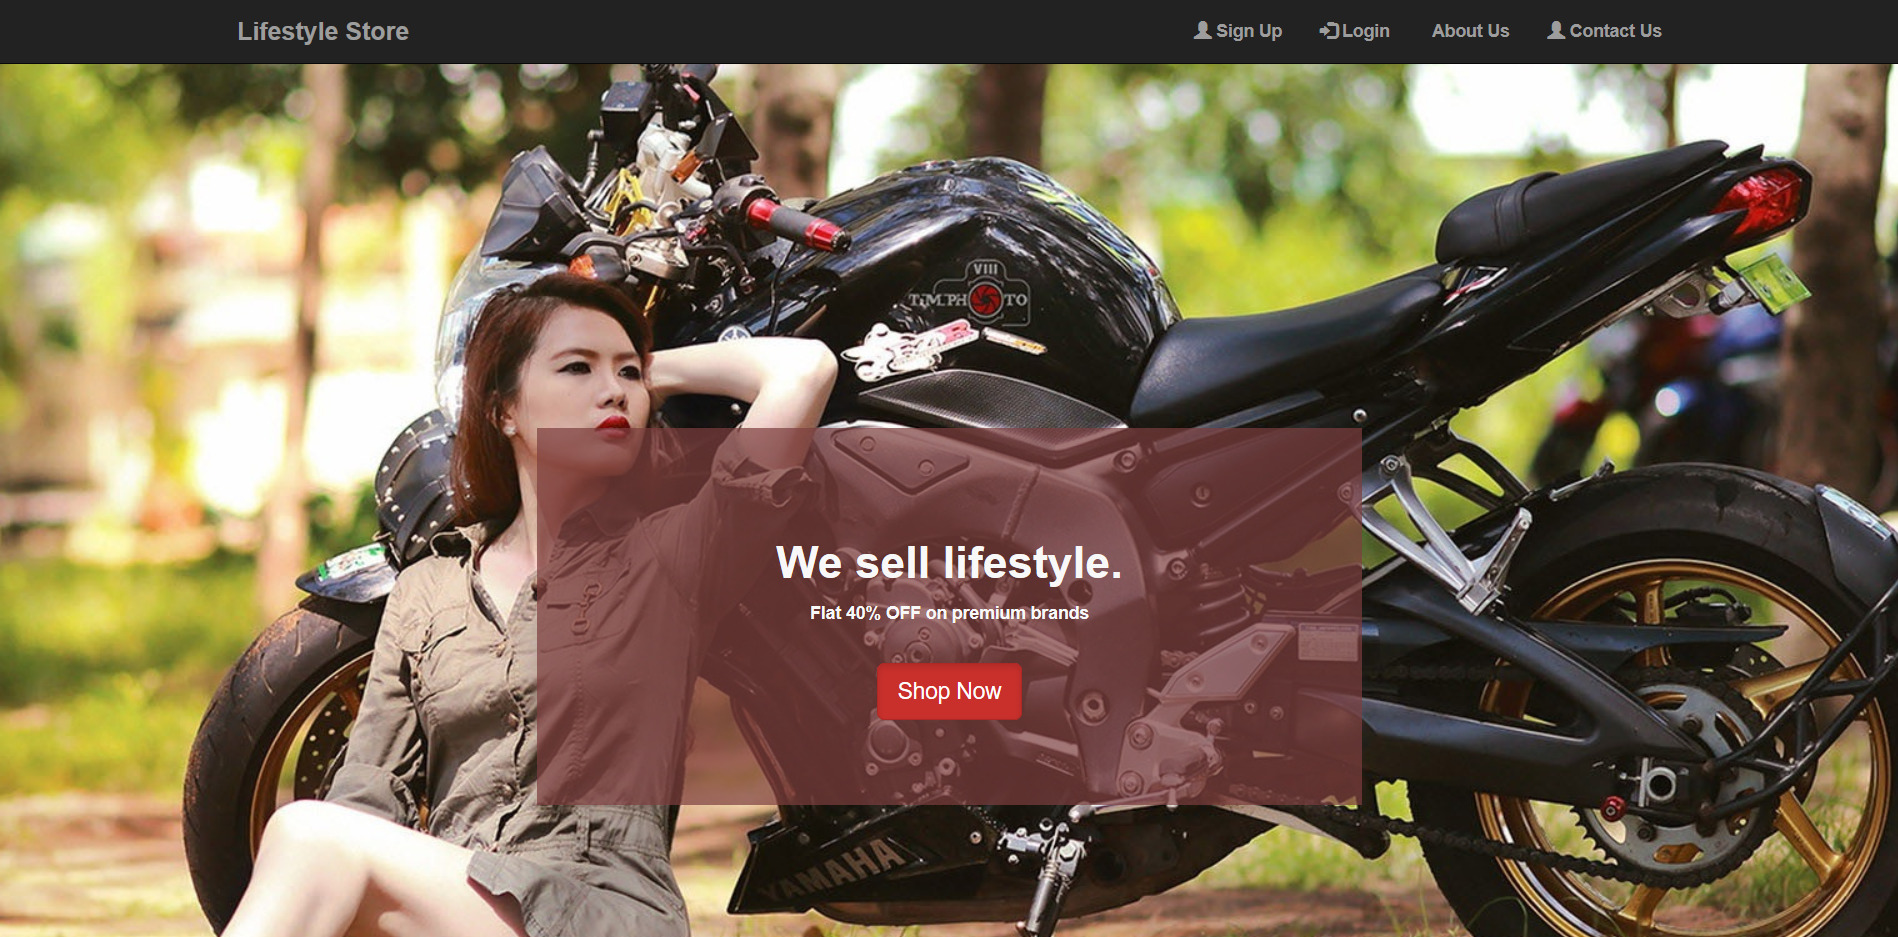 Lifestyle Store
Sign Up
Login
About Us
Contact Us
VIII
TiM.PH TO
We sell lifestyle.
Flat 40% OFF on premium brands
Shop Now
YAMAHA